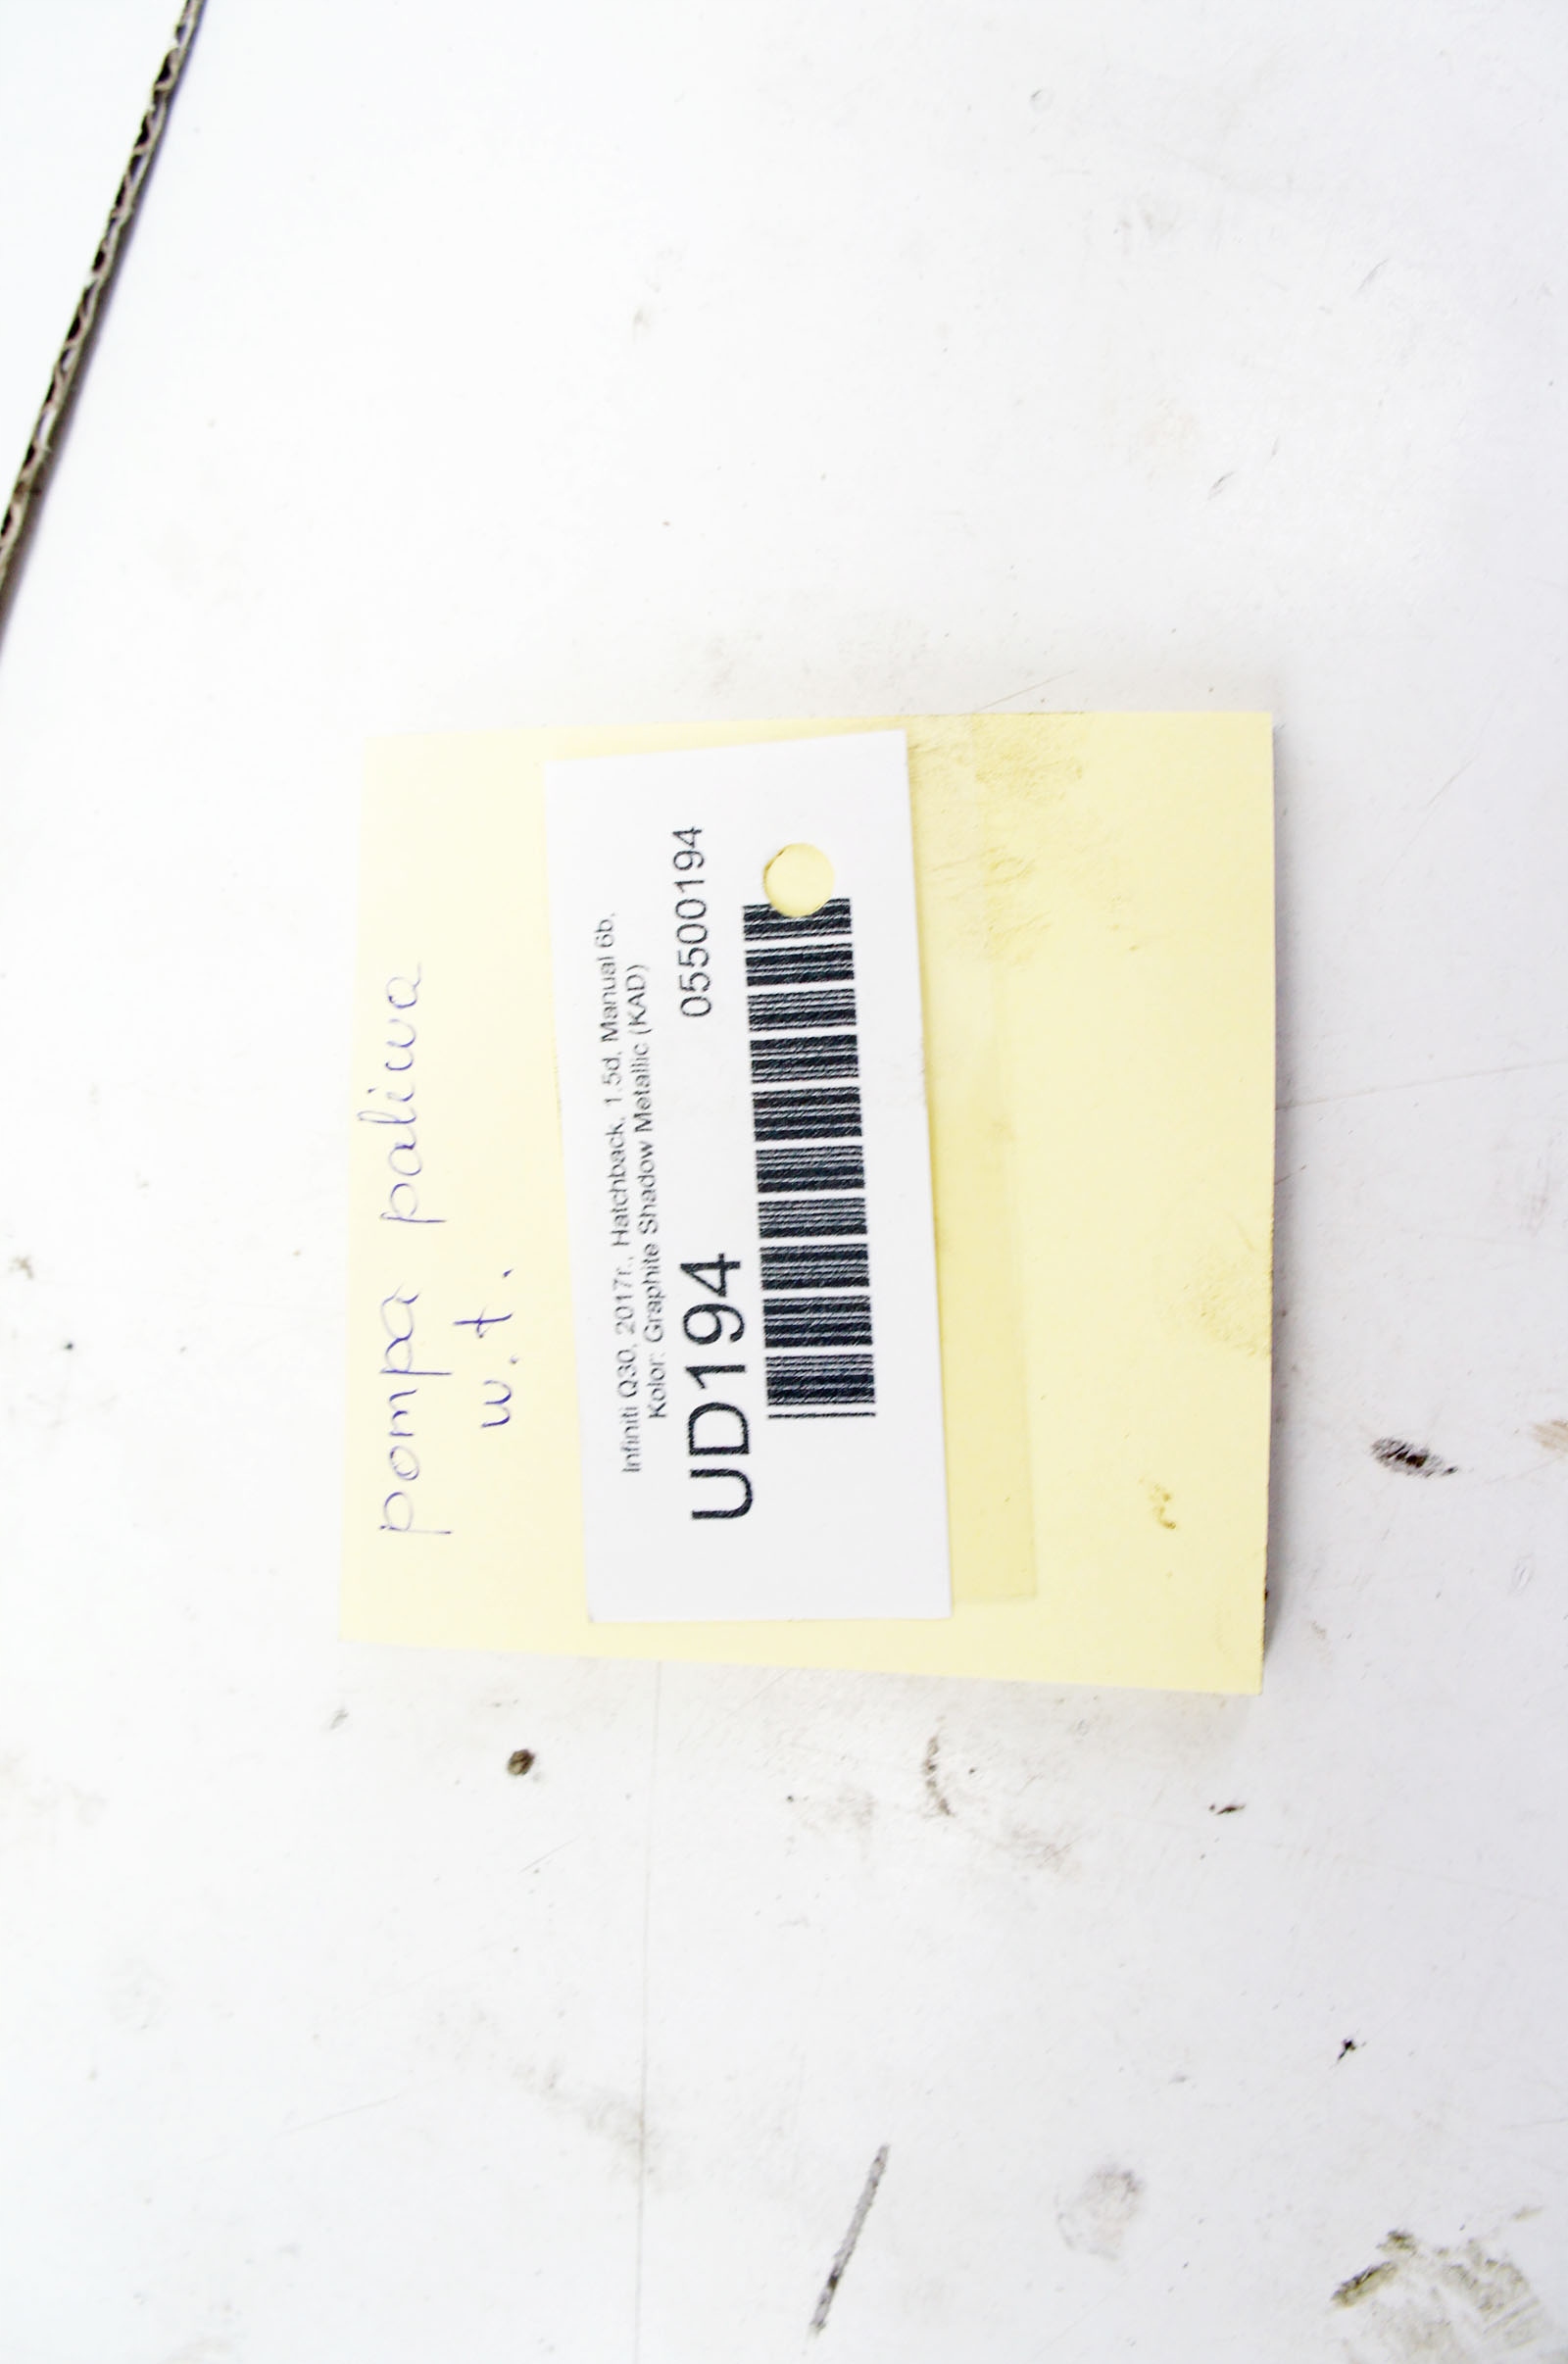 pompa paliwa
w.t.
Infiniti Q30, 2017r., Hatchback, 1.5d, Manual 6b,
Kolor: Graphite Shadow Metallic (KAD)
UD194 05500194